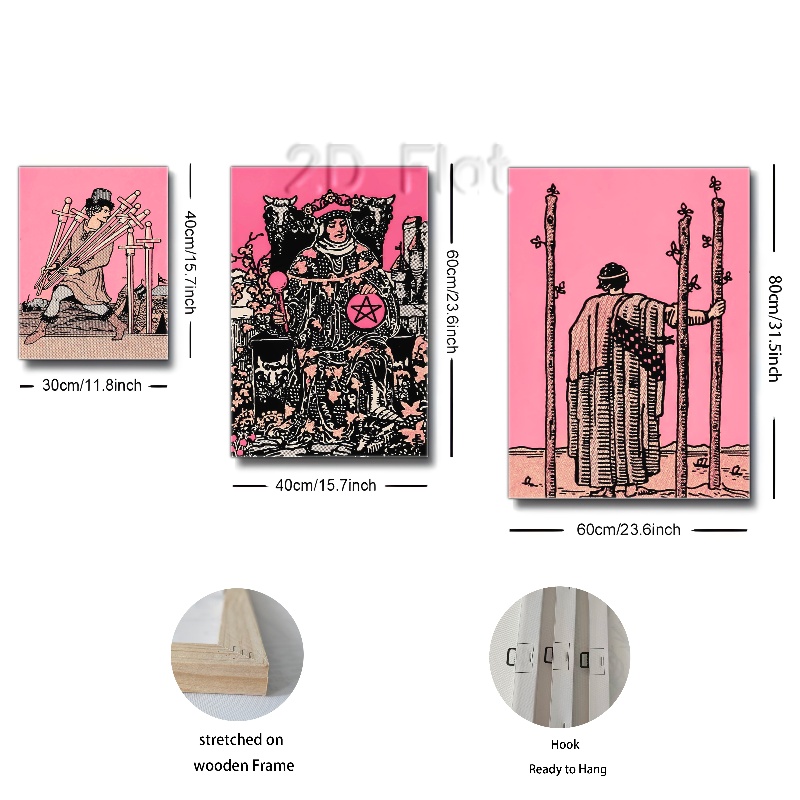 2D Flat
40cm/15.7inch
60cm/23.6inch
80cm/31.5inch
30cm/11.8inch
40cm/15.7inch
60cm/23.6inch
stretched on
wooden Frame
Hook
Ready to Hang